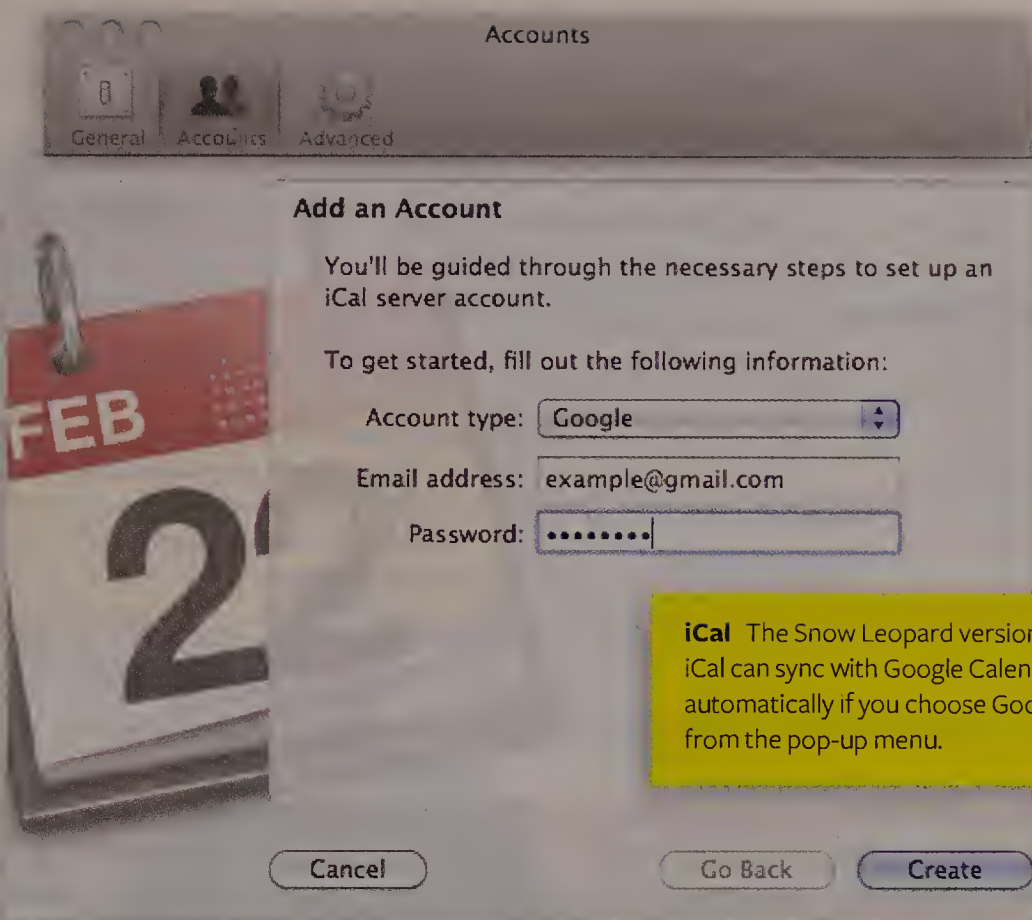 Accounts
General Accounts Advanced
Add an Account
You'll be guided through the necessary steps to set up an
iCal server account.
To get started, fill out the following information:
Account type: Google
Email address: example@gmail.com
Password: ••••••••
FEB
2
iCal The Snow Leopard version
iCal can sync with Google Calen
automatically if you choose Goo
from the pop-up menu.
Cancel Go Back Create